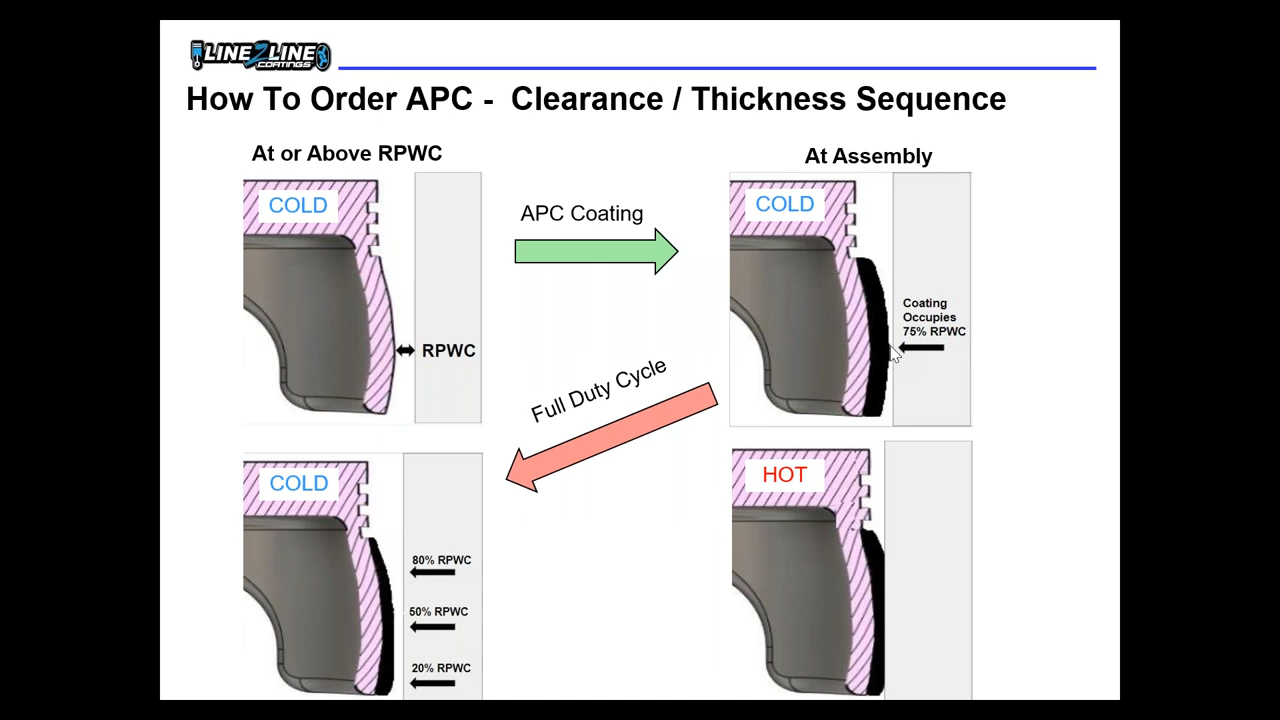 LINE2LINE
COATINGS
How To Order APC - Clearance / Thickness Sequence
At or Above RPWC
At Assembly
COLD
APC Coating
COLD
RPWC
Coating
Occupies
75% RPWC
Full Duty Cycle
COLD
80% RPWC
50% RPWC
20% RPWC
HOT